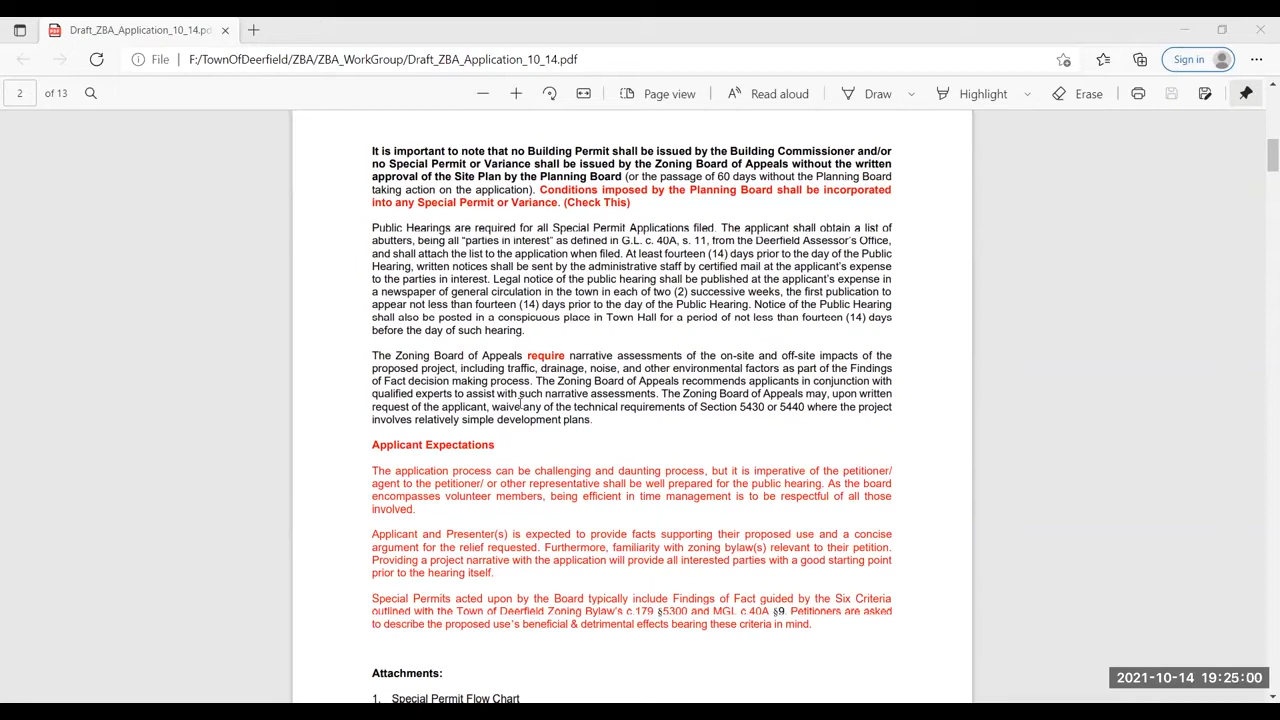 Draft_ZBA_Application_10_14.pd
File F:/TownOfDeerfield/ZBA/ZBA_WorkGroup/Draft_ZBA_Application_10_14.pdf Sign in
2 of 13 Page view Read aloud Draw Highlight Erase
It is important to note that no Building Permit shall be issued by the Building Commissioner and/or
no Special Permit or Variance shall be issued by the Zoning Board of Appeals without the written
approval of the Site Plan by the Planning Board (or the passage of 60 days without the Planning Board
taking action on the application). Conditions imposed by the Planning Board shall be incorporated
into any Special Permit or Variance. (Check This)
Public Hearings are required for all Special Permit Applications filed. The applicant shall obtain a list of
abutters, being all "parties in interest" as defined in G.L. c. 40A, s. 11, from the Deerfield Assessor's Office,
and shall attach the list to the application when filed. At least fourteen (14) days prior to the day of the Public
Hearing, written notices shall be sent by the administrative staff by certified mail at the applicant's expense
to the parties in interest. Legal notice of the public hearing shall be published at the applicant's expense in
a newspaper of general circulation in the town in each of two (2) successive weeks, the first publication to
appear not less than fourteen (14) days prior to the day of the Public Hearing. Notice of the Public Hearing
shall also be posted in a conspicuous place in Town Hall for a period of not less than fourteen (14) days
before the day of such hearing.
The Zoning Board of Appeals require narrative assessments of the on-site and off-site impacts of the
proposed project, including traffic, drainage, noise, and other environmental factors as part of the Findings
of Fact decision making process. The Zoning Board of Appeals recommends applicants in conjunction with
qualified experts to assist with such narrative assessments. The Zoning Board of Appeals may, upon written
request of the applicant, waive any of the technical requirements of Section 5430 or 5440 where the project
involves relatively simple development plans.
Applicant Expectations
The application process can be challenging and daunting process, but it is imperative of the petitioner/
agent to the petitioner/ or other representative shall be well prepared for the public hearing. As the board
encompasses volunteer members, being efficient in time management is to be respectful of all those
involved.
Applicant and Presenter(s) is expected to provide facts supporting their proposed use and a concise
argument for the relief requested. Furthermore, familiarity with zoning bylaw(s) relevant to their petition.
Providing a project narrative with the application will provide all interested parties with a good starting point
prior to the hearing itself.
Special Permits acted upon by the Board typically include Findings of Fact guided by the Six Criteria
outlined with the Town of Deerfield Zoning Bylaw's c.179 §5300 and MGL c.40A §9. Petitioners are asked
to describe the proposed use's beneficial & detrimental effects bearing these criteria in mind.
Attachments:
1. Special Permit Flow Chart
2021-10-14 19:25:00